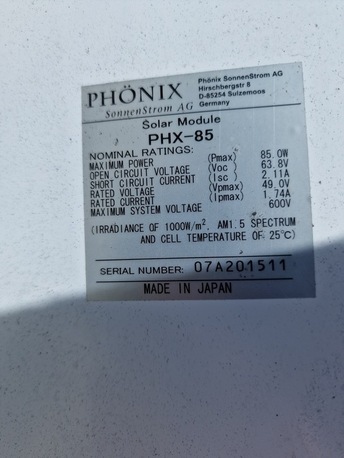 PHÖNIX
SonnenStrom AG
Phönix SonnenStrom AG
Hirschbergstr 8
D-85254 Sulzemoos
Germany
Solar Module
PHX-85
NOMINAL RATINGS:
MAXIMUM POWER (Pmax) 85.0W
OPEN CIRCUIT VOLTAGE (Voc) 63.8V
SHORT CIRCUIT CURRENT (Isc) 2.11A
RATED VOLTAGE (Vpmax) 49.0V
RATED CURRENT (Ipmax) 1.74A
MAXIMUM SYSTEM VOLTAGE 600V
(IRRADIANCE OF 1000W/m², AM1.5 SPECTRUM
AND CELL TEMPERATURE OF 25°C)
SERIAL NUMBER: 07A201511
MADE IN JAPAN